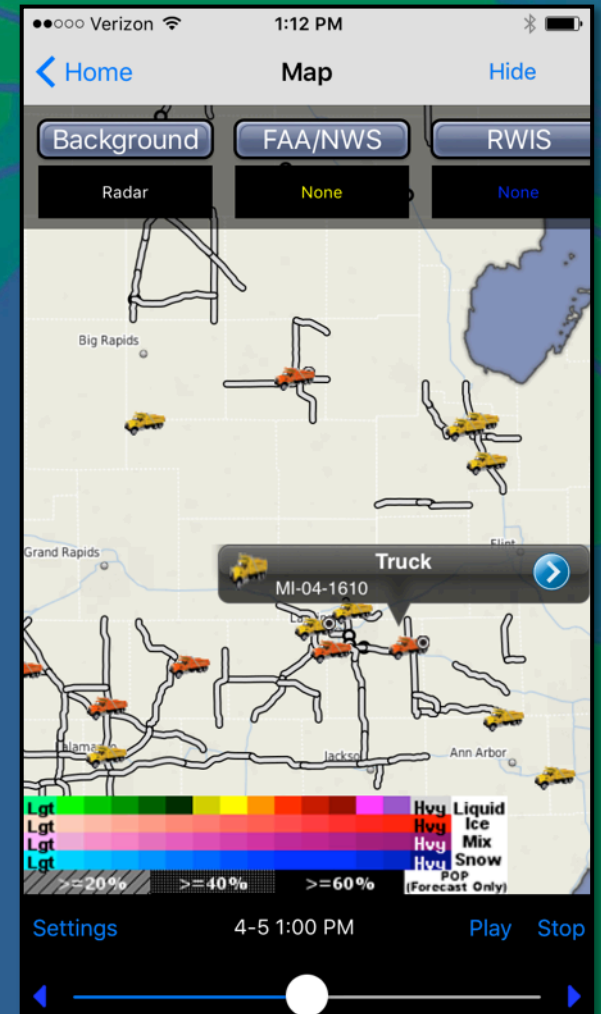 Verizon 1:12 PM
Home Map Hide
Background FAA/NWS RWIS
Radar None None
Big Rapids
Grand Rapids
Truck
MI-04-1610
Jackso
Ann Arbor
Lgt Hvy Liquid
Lgt Hvy Ice
Lgt Hvy Mix
Lgt Hvy Snow
>=20% >=40% >=60% POP
(Forecast Only)
Settings 4-5 1:00 PM Play Stop